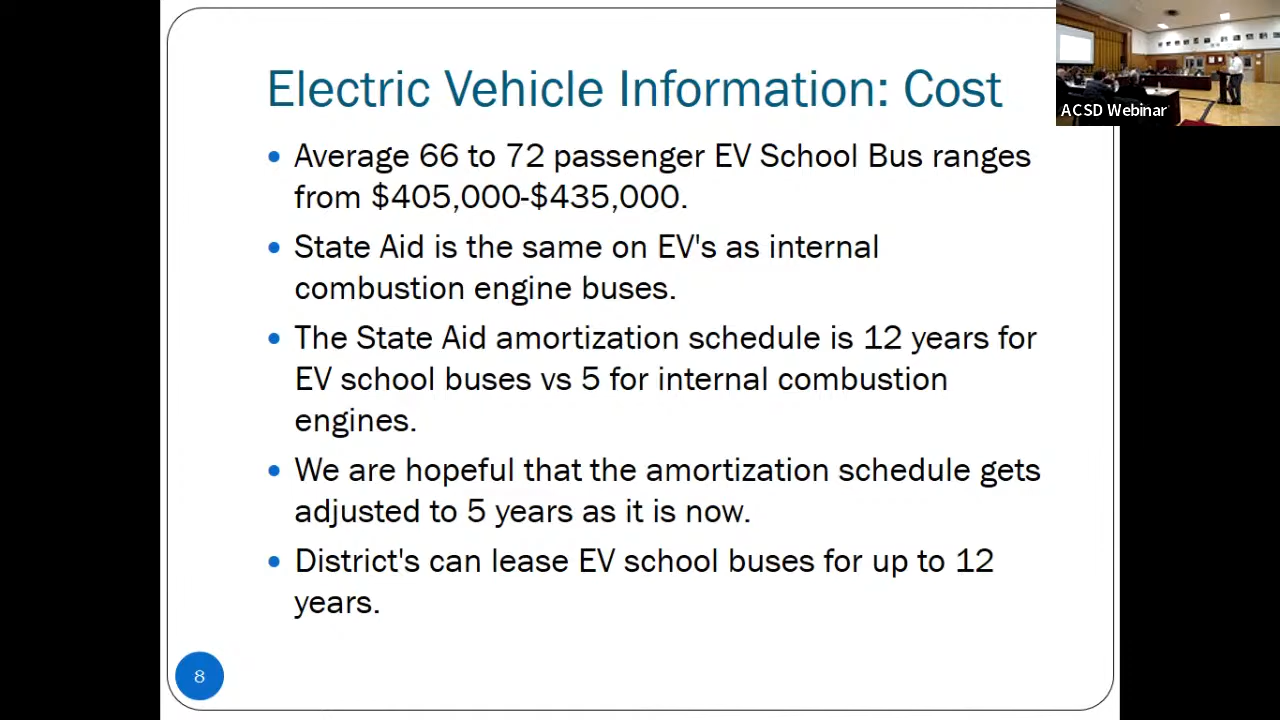 Electric Vehicle Information: Cost
ACSD Webinar
• Average 66 to 72 passenger EV School Bus ranges
from $405,000-$435,000.
• State Aid is the same on EV's as internal
combustion engine buses.
• The State Aid amortization schedule is 12 years for
EV school buses vs 5 for internal combustion
engines.
• We are hopeful that the amortization schedule gets
adjusted to 5 years as it is now.
• District's can lease EV school buses for up to 12
years.
8